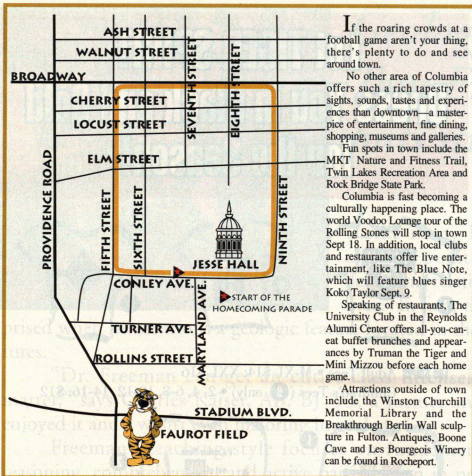 ASH STREET
WALNUT STREET
BROADWAY
CHERRY STREET
LOCUST STREET
ELM STREET
PROVIDENCE ROAD
FIFTH STREET
SIXTH STREET
SEVENTH STREET
EIGHTH STREET
NINTH STREET
JESSE HALL
CONLEY AVE.
START OF THE
HOMECOMING PARADE
TURNER AVE.
MARYLAND AVE.
ROLLINS STREET
STADIUM BLVD.
FAUROT FIELD
If the roaring crowds at a
football game aren't your thing,
there's plenty to do and see
around town.
No other area of Columbia
offers such a rich tapestry of
sights, sounds, tastes and experi-
ences than downtown—a master-
pice of entertainment, fine dining,
shopping, museums and galleries.
Fun spots in town include the
MKT Nature and Fitness Trail,
Twin Lakes Recreation Area and
Rock Bridge State Park.
Columbia is fast becoming a
culturally happening place. The
world Voodoo Lounge tour of the
Rolling Stones will stop in town
Sept 18. In addition, local clubs
and restaurants offer live enter-
tainment, like The Blue Note,
which will feature blues singer
Koko Taylor Sept. 9.
Speaking of restaurants, The
University Club in the Reynolds
Alumni Center offers all-you-can-
eat buffet brunches and appear-
ances by Truman the Tiger and
Mini Mizzou before each home
game.
Attractions outside of town
include the Winston Churchill
Memorial Library and the
Breakthrough Berlin Wall sculp-
ture in Fulton. Antiques, Boone
Cave and Les Bourgeois Winery
can be found in Rocheport.